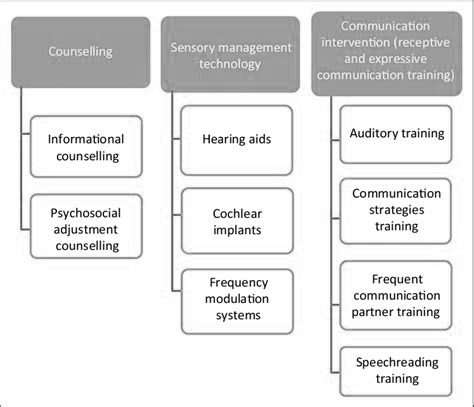 Counselling
Informational
counselling
Psychosocial
adjustment
counselling
Sensory management
technology
Hearing aids
Cochlear
implants
Frequency
modulation
systems
Communication
intervention (receptive
and expressive
communication training)
Auditory training
Communication
strategies
training
Frequent
communication
partner training
Speechreading
training